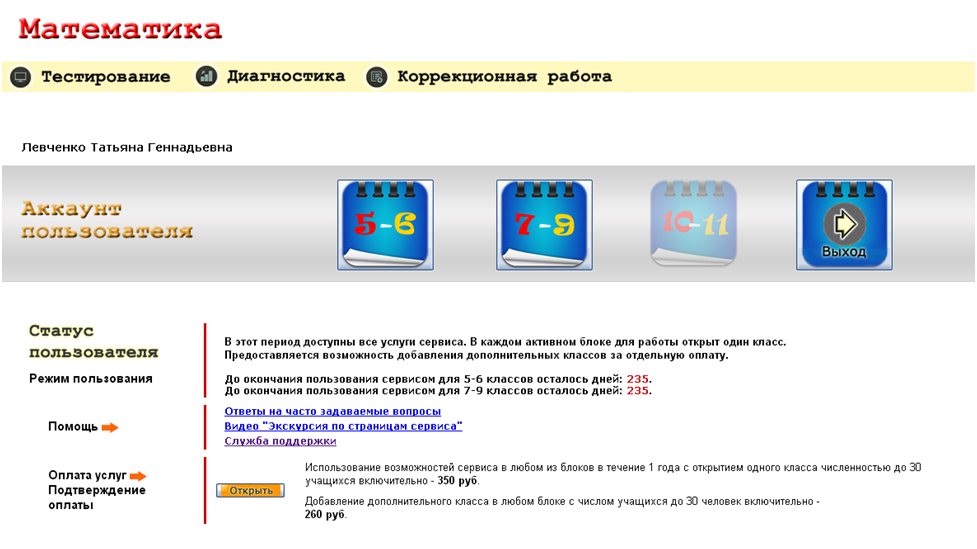 Математика
Тестирование Диагностика Коррекционная работа
Левченко Татьяна Геннадьевна
Аккаунт
пользователя
5-6 7-9 10-11 Выход
Статус
пользователя
Режим пользования
В этот период доступны все услуги сервиса. В каждом активном блоке для работы открыт один класс.
Предоставляется возможность добавления дополнительных классов за отдельную оплату.
До окончания пользования сервисом для 5-6 классов осталось дней: 235.
До окончания пользования сервисом для 7-9 классов осталось дней: 235.
Помощь
Ответы на часто задаваемые вопросы
Видео "Экскурсия по страницам сервиса"
Служба поддержки
Оплата услуг
Подтверждение
оплаты
Открыть
Использование возможностей сервиса в любом из блоков в течение 1 года с открытием одного класса численностью до 30
учащихся включительно - 350 руб.
Добавление дополнительного класса в любом блоке с числом учащихся до 30 человек включительно -
260 руб.